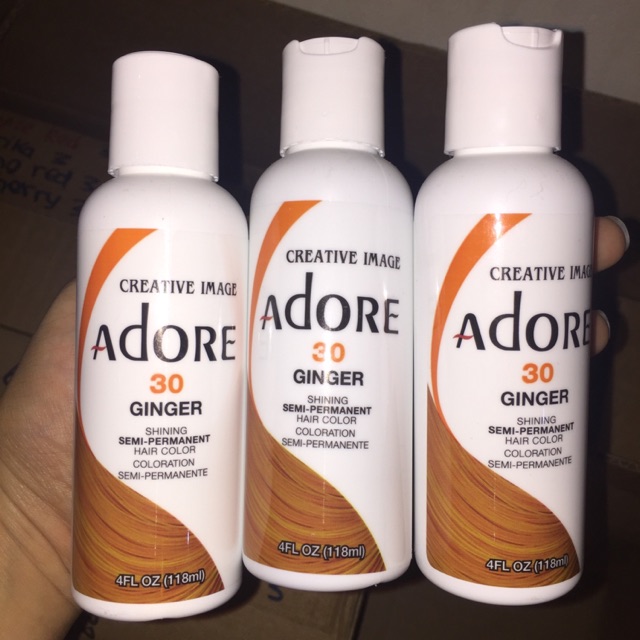 CREATIVE IMAGE
ADORE
30
GINGER
SHINING
SEMI-PERMANENT
HAIR COLOR
COLORATION
SEMI-PERMANENTE
4FL OZ (118ml)
CREATIVE IMAGE
ADORE
30
GINGER
SHINING
SEMI-PERMANENT
HAIR COLOR
COLORATION
SEMI-PERMANENTE
4FL OZ (118ml)
CREATIVE IMA
ADORE
30
GINGER
SHINING
SEMI-PERMANENT
HAIR COLOR
COLORATION
SEMI-PERMANENTE
4FL OZ (118ml)
red